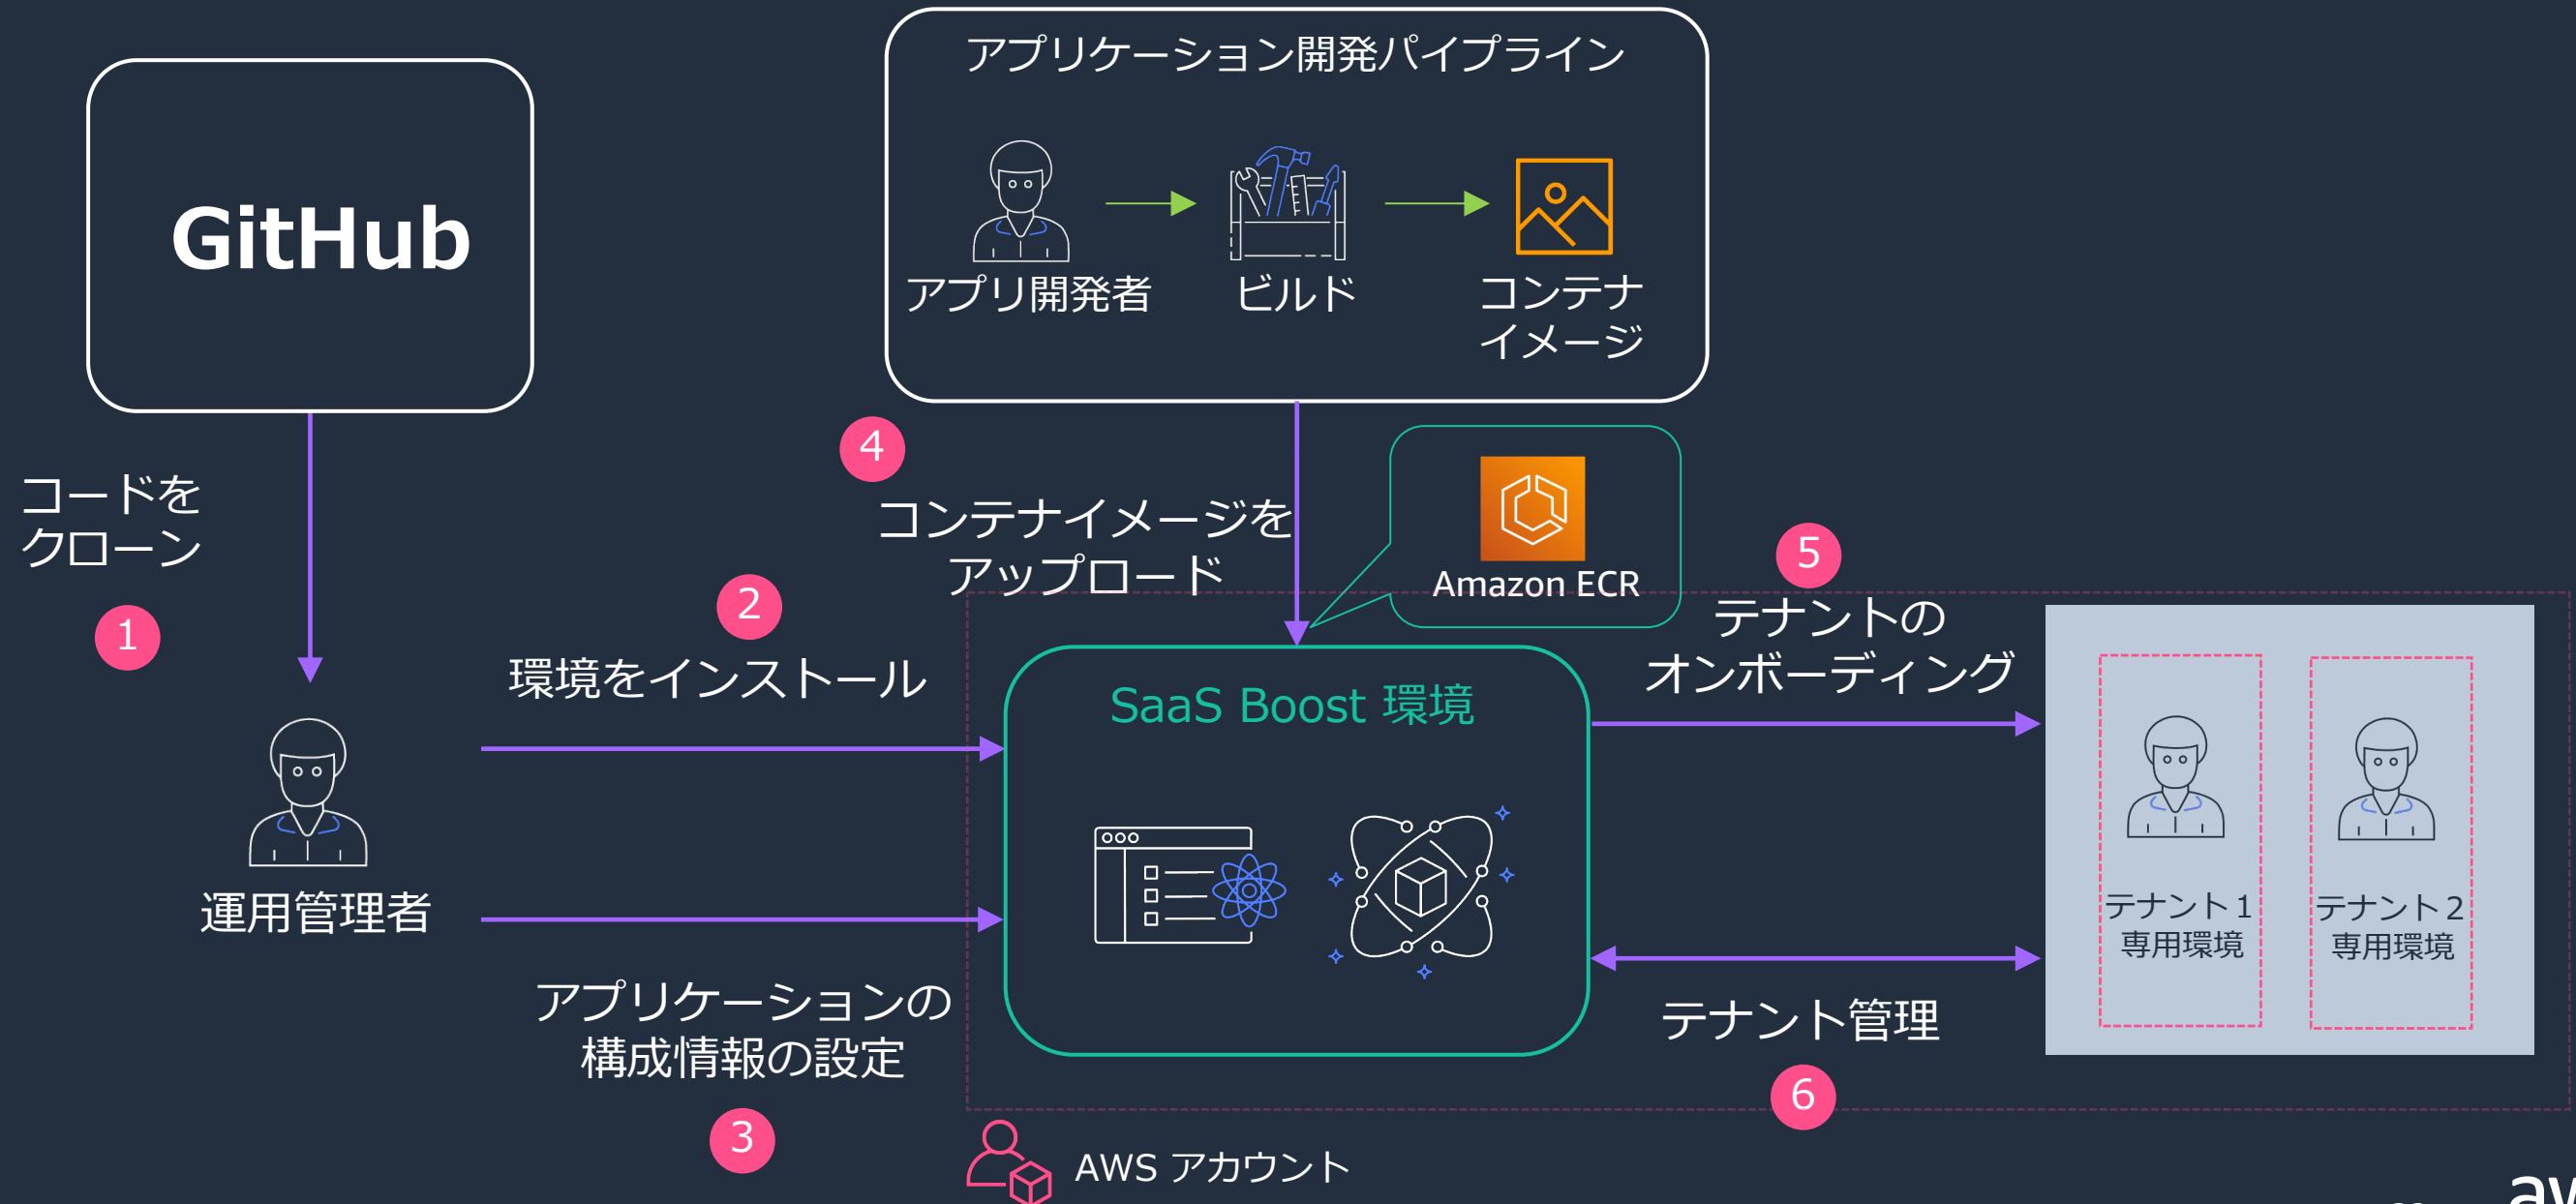 アプリケーション開発パイプライン
GitHub
アプリ開発者
ビルド
コンテナ
イメージ
4
コードを
クローン
1
コンテナイメージを
アップロード
Amazon ECR
2
環境をインストール
5
テナントの
オンボーディング
SaaS Boost 環境
運用管理者
テナント1
専用環境
テナント2
専用環境
アプリケーションの
構成情報の設定
3
テナント管理
6
AWS アカウント